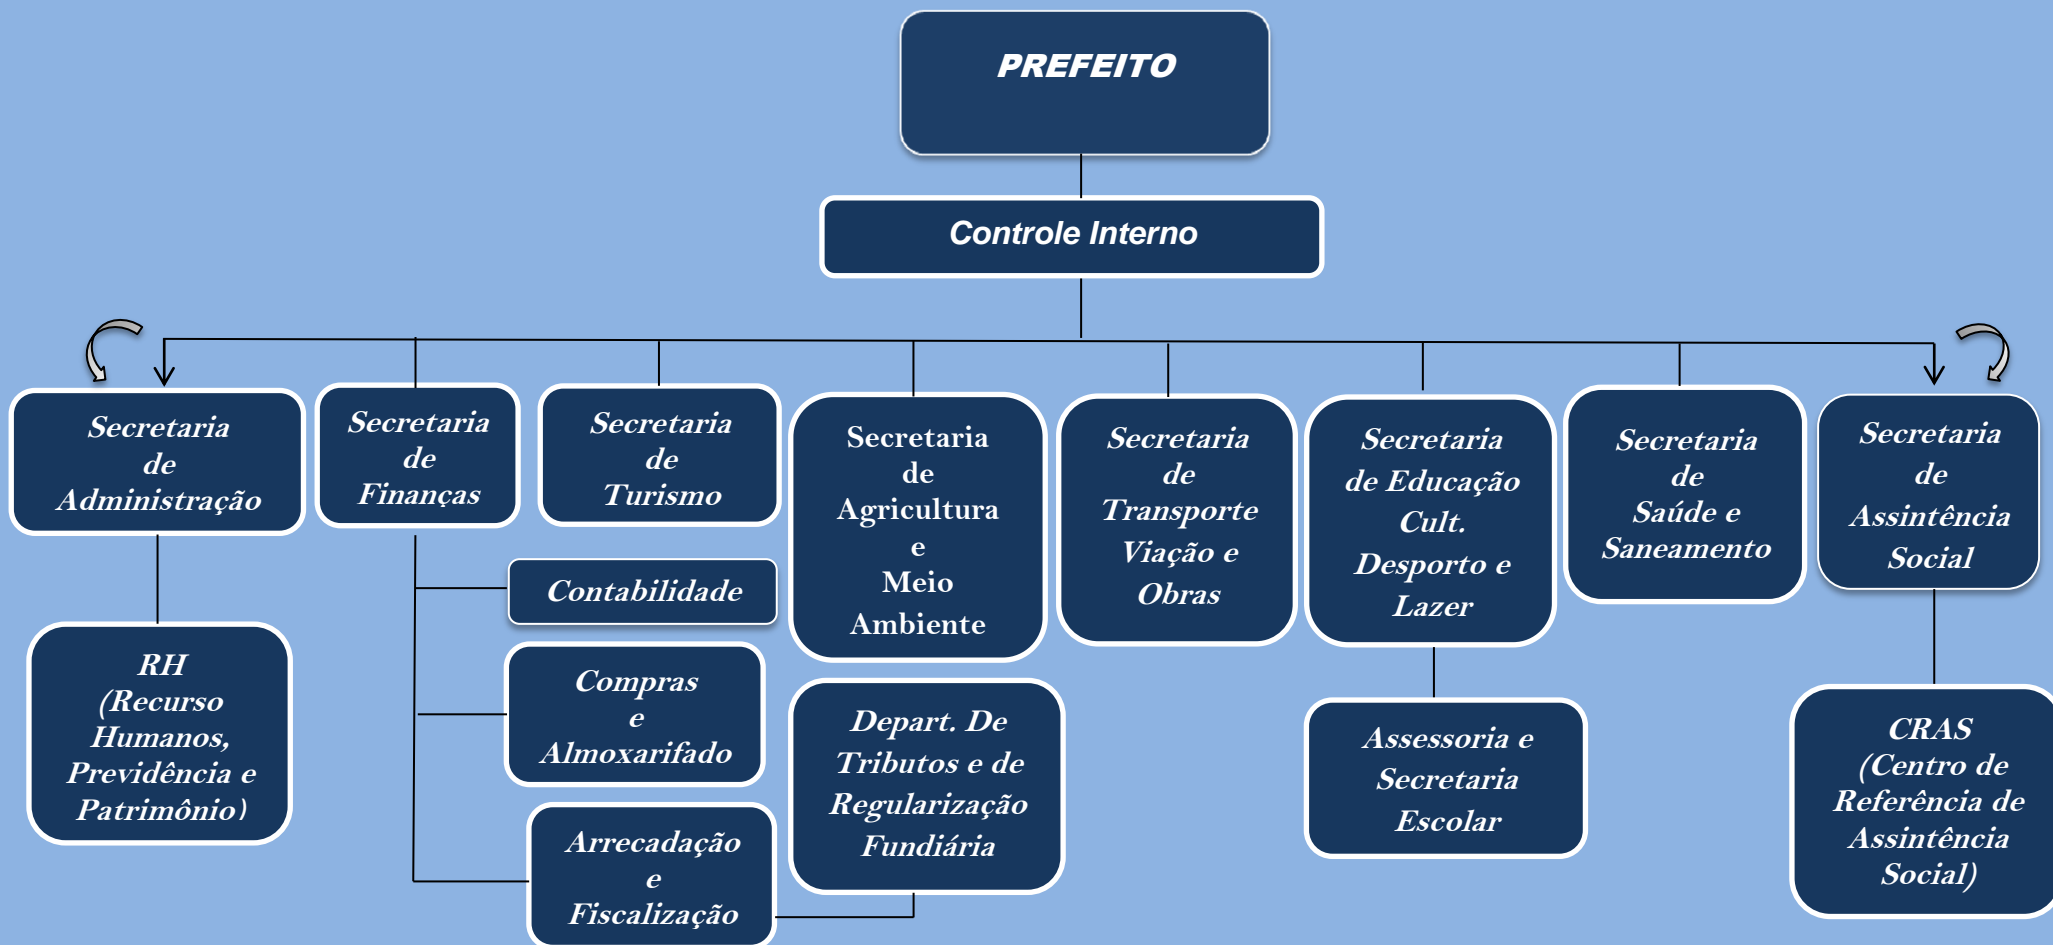 PREFEITO
Controle Interno
Secretaria
de
Administração
Secretaria
de
Finanças
Secretaria
de
Turismo
Secretaria
de
Agricultura
e
Meio
Ambiente
Secretaria
de
Transporte
Viação e
Obras
Secretaria
de Educação
Cult.
Desporto e
Lazer
Secretaria
de
Saúde e
Saneamento
Secretaria
de
Assintência
Social
RH
(Recurso
Humanos,
Previdência e
Patrimônio)
Contabilidade
Compras
e
Almoxarifado
Arrecadação
e
Fiscalização
Depart. De
Tributos e de
Regularização
Fundiária
Assessoria e
Secretaria
Escolar
CRAS
(Centro de
Referência de
Assintência
Social)